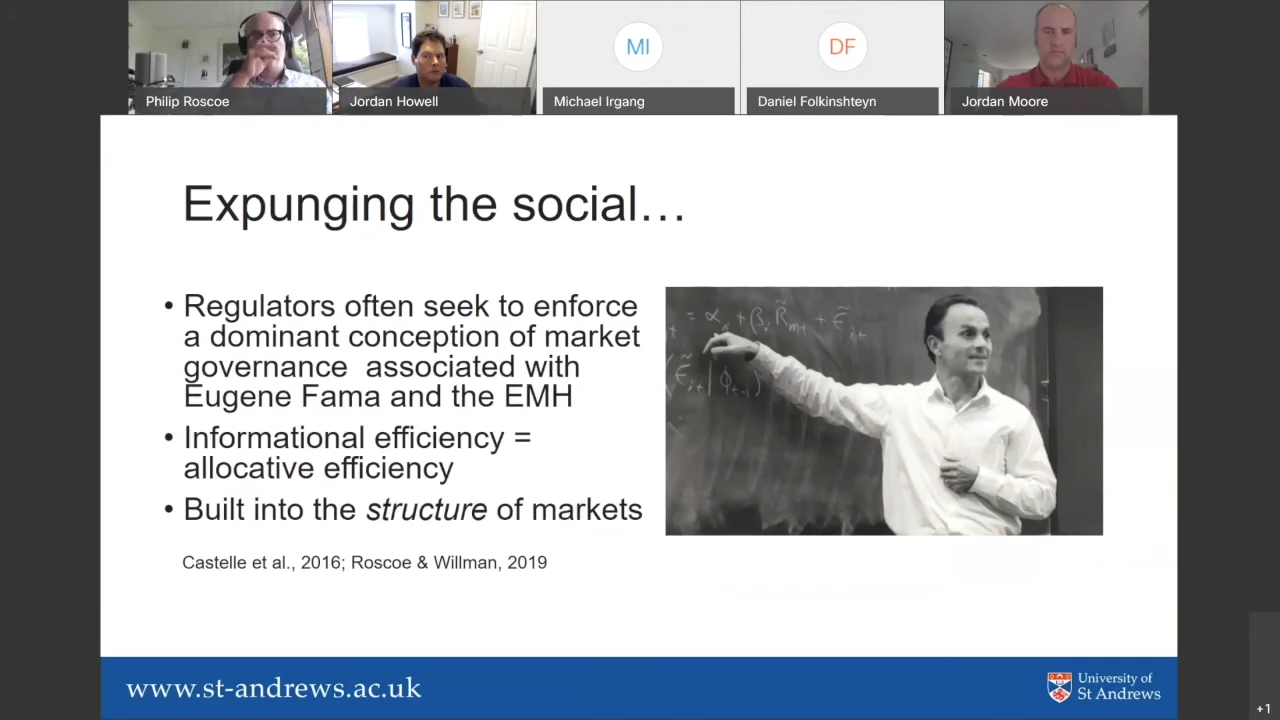 MI
DF
Philip Roscoe
Jordan Howell
Michael Irgang
Daniel Folkinshteyn
Jordan Moore
Expunging the social…
• Regulators often seek to enforce
a dominant conception of market
governance  associated with
Eugene Fama and the EMH
• Informational efficiency =
allocative efficiency
• Built into the structure of markets
Castelle et al., 2016; Roscoe & Willman, 2019
www.st-andrews.ac.uk
University of
St Andrews
+1